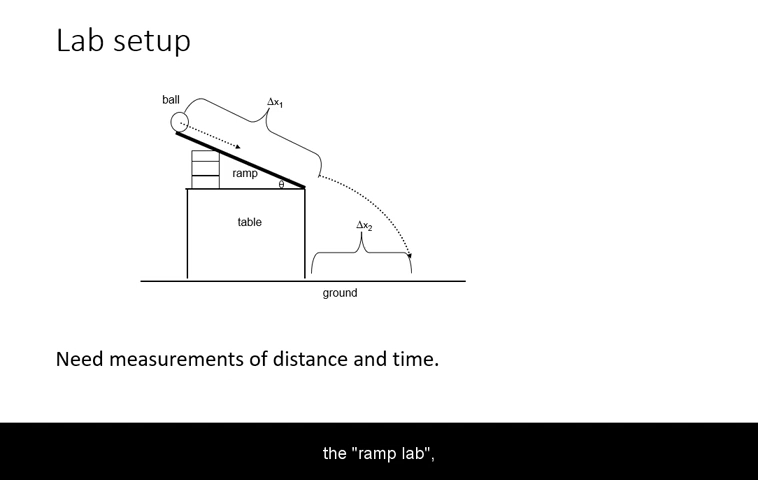 Lab setup
ball
Δx1
ramp
θ
table
Δx2
ground
Need measurements of distance and time.
the "ramp lab",